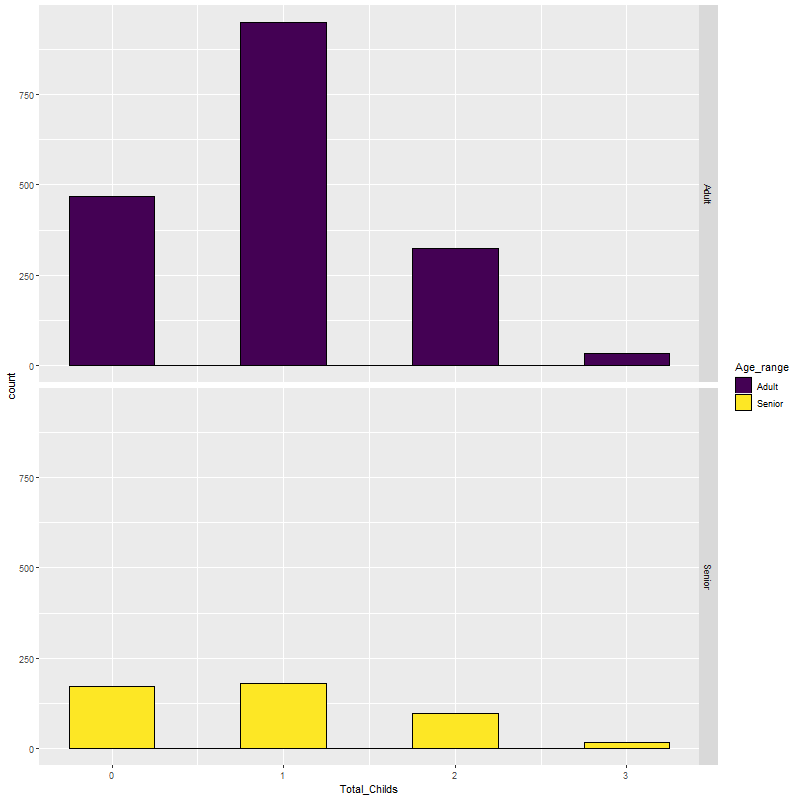 750
500
250
0
Adult
count
750
500
250
0
Senior
0 1 2 3
Total_Childs
Age_range
Adult
Senior